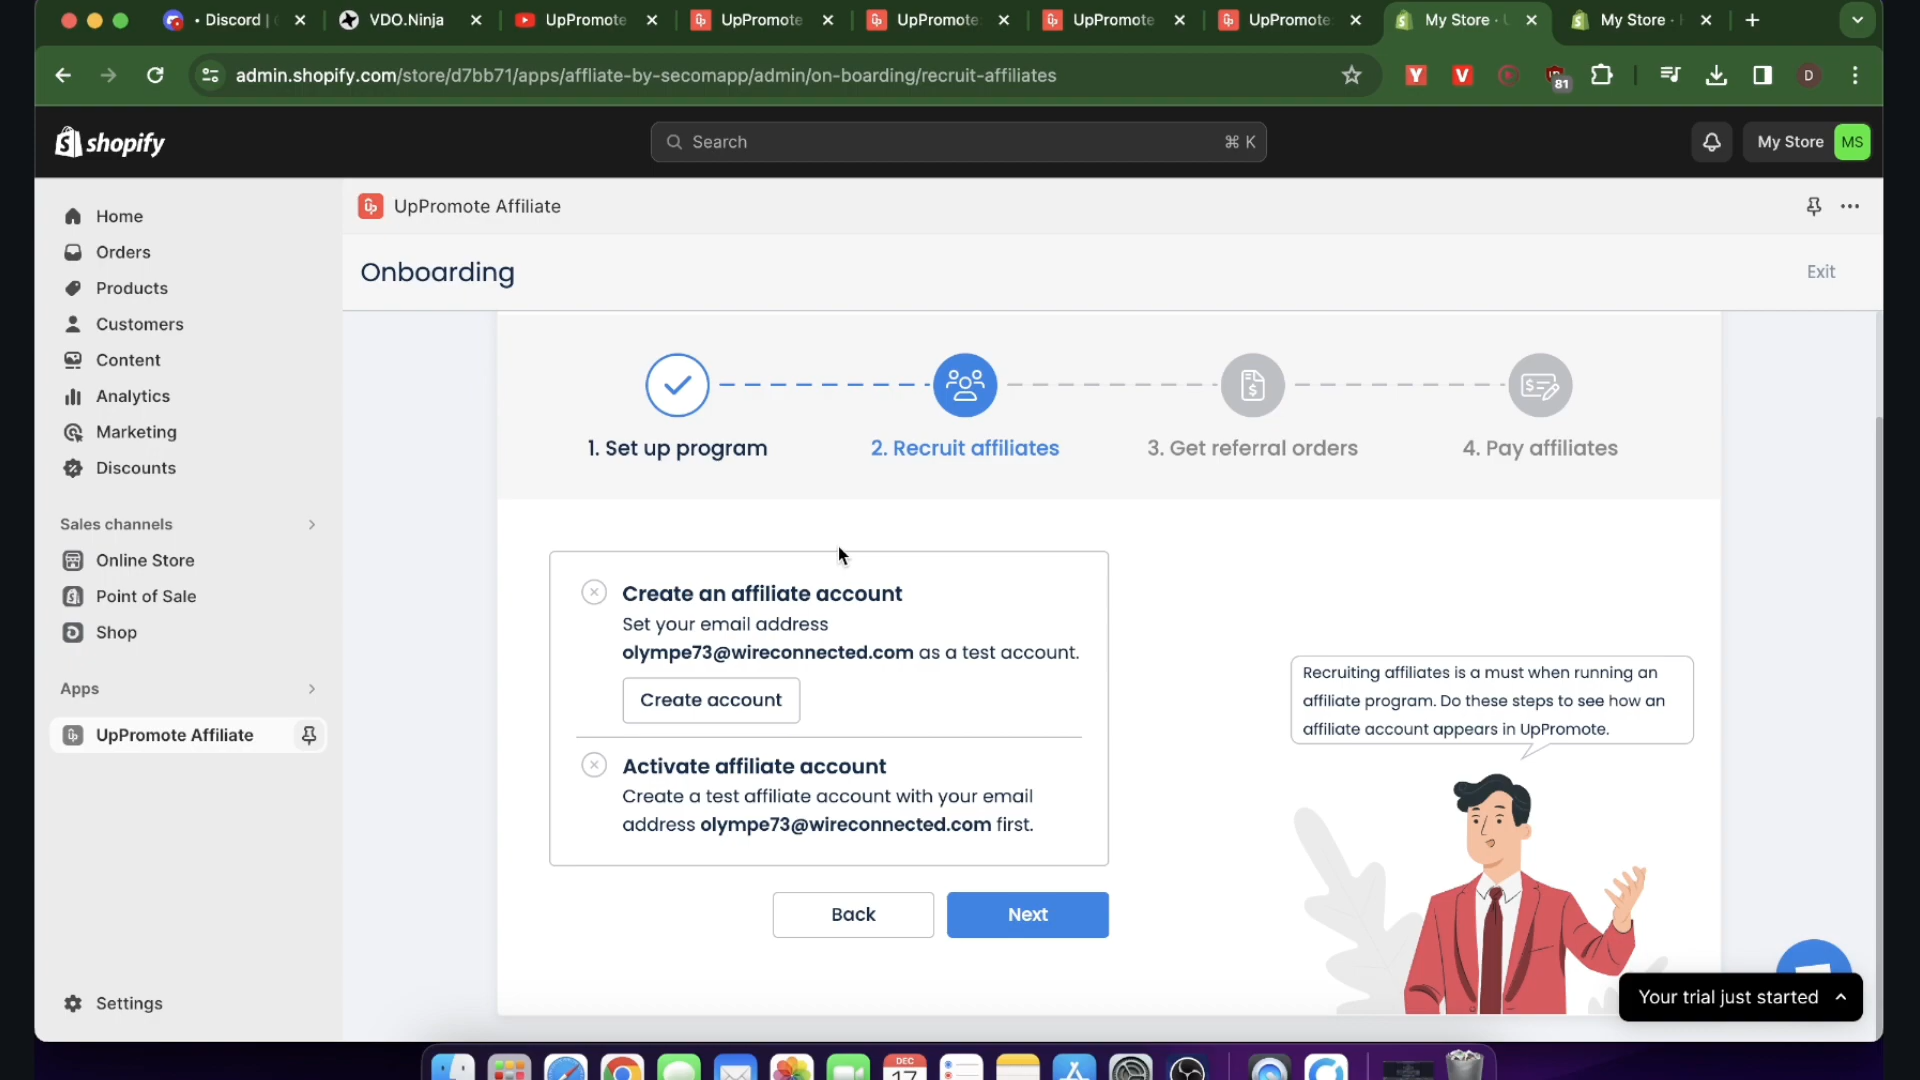 Discord |
VDO.Ninja
UpPromote
UpPromote
UpPromote
UpPromote
UpPromote
My Store ·
My Store ·
admin.shopify.com/store/d7bb71/apps/affliate-by-secomapp/admin/on-boarding/recruit-affiliates
81
D
shopify
Search
⌘ K
My Store
MS
Home
Orders
Products
Customers
Content
Analytics
Marketing
Discounts
Sales channels
Online Store
Point of Sale
Shop
Apps
UpPromote Affiliate
Settings
UpPromote Affiliate
Onboarding
Exit
1. Set up program
2. Recruit affiliates
3. Get referral orders
4. Pay affiliates
Create an affiliate account
Set your email address
olympe73@wireconnected.com as a test account.
Create account
Activate affiliate account
Create a test affiliate account with your email
address olympe73@wireconnected.com first.
Back
Next
Recruiting affiliates is a must when running an
affiliate program. Do these steps to see how an
affiliate account appears in UpPromote.
Your trial just started
DEC
17